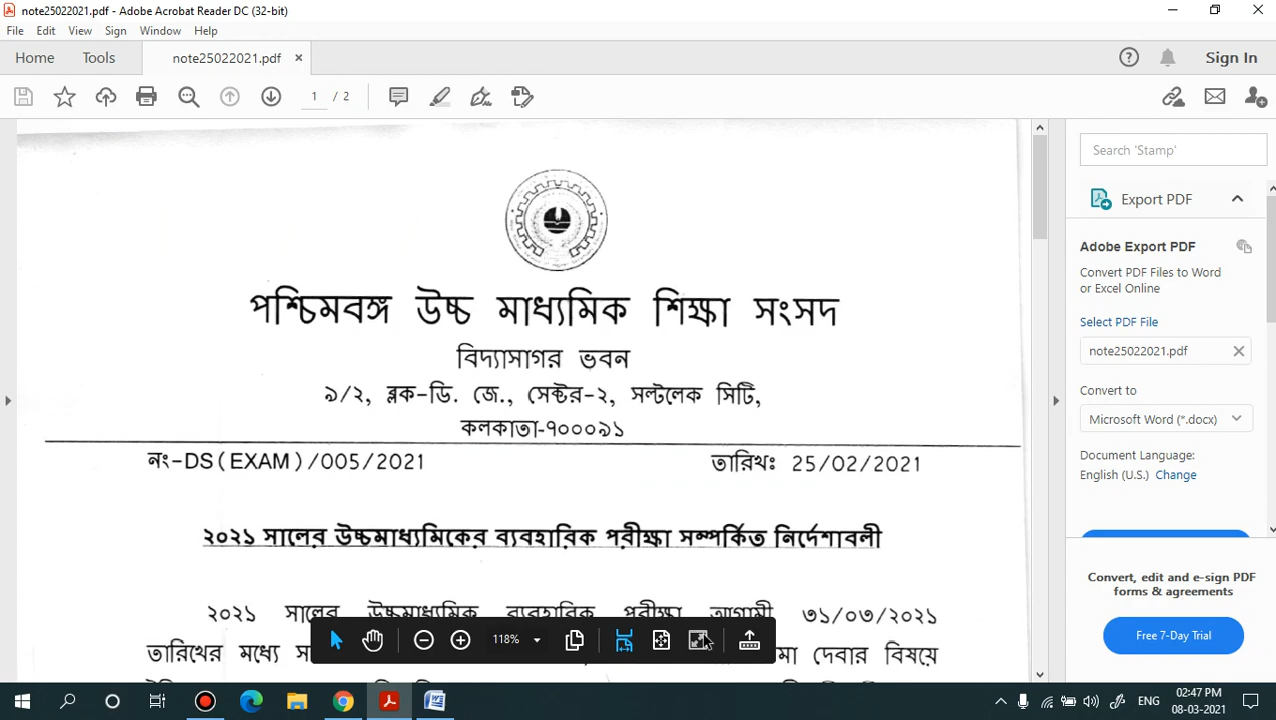 note25022021.pdf - Adobe Acrobat Reader DC (32-bit)
File Edit View Sign Window Help
Home Tools note25022021.pdf × Sign In
1 / 2
Search 'Stamp'
Export PDF
পশ্চিমবঙ্গ উচ্চ মাধ্যমিক শিক্ষা সংসদ
বিদ্যাসাগর ভবন
৯/২, ব্লক-ডি. জে., সেক্টর-২, সল্টলেক সিটি,
কলকাতা-৭০০০৯১
নং-DS(EXAM)/005/2021 তারিখঃ 25/02/2021
২০২১ সালের উচ্চমাধ্যমিকের ব্যবহারিক পরীক্ষা সম্পর্কিত নির্দেশাবলী
২০২১ সালের উচ্চমাধ্যমিক ব্যবহারিক পরীক্ষা আগামী ৩১/০৩/২০২১
তারিখের মধ্যে দেবার বিষয়ে
Adobe Export PDF
Convert PDF Files to Word
or Excel Online
Select PDF File
note25022021.pdf
Convert to
Microsoft Word (*.docx)
Document Language:
English (U.S.) Change
Convert, edit and e-sign PDF
forms & agreements
Free 7-Day Trial
118%
ENG 02:47 PM
08-03-2021